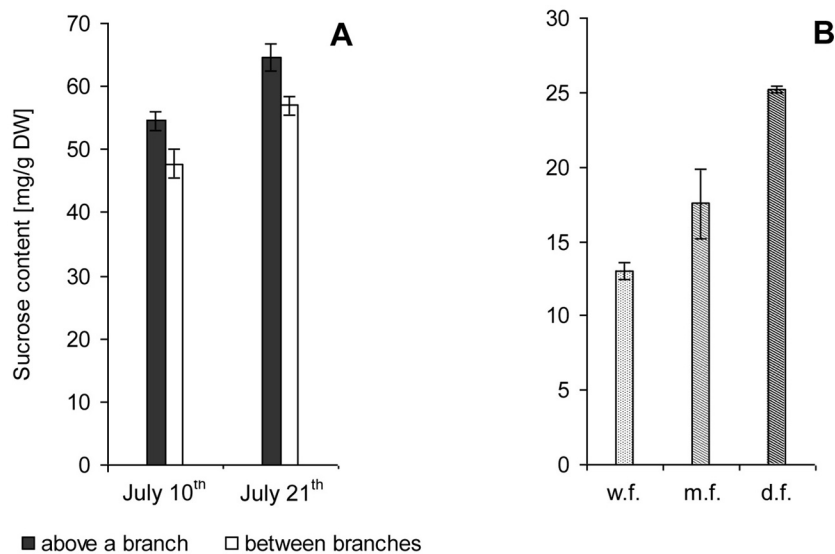 A
B
Sucrose content [mg/g DW]
70
60
50
40
30
20
10
0
30
25
20
15
10
5
0
July 10th
July 21th
w.f.
m.f.
d.f.
above a branch
between branches